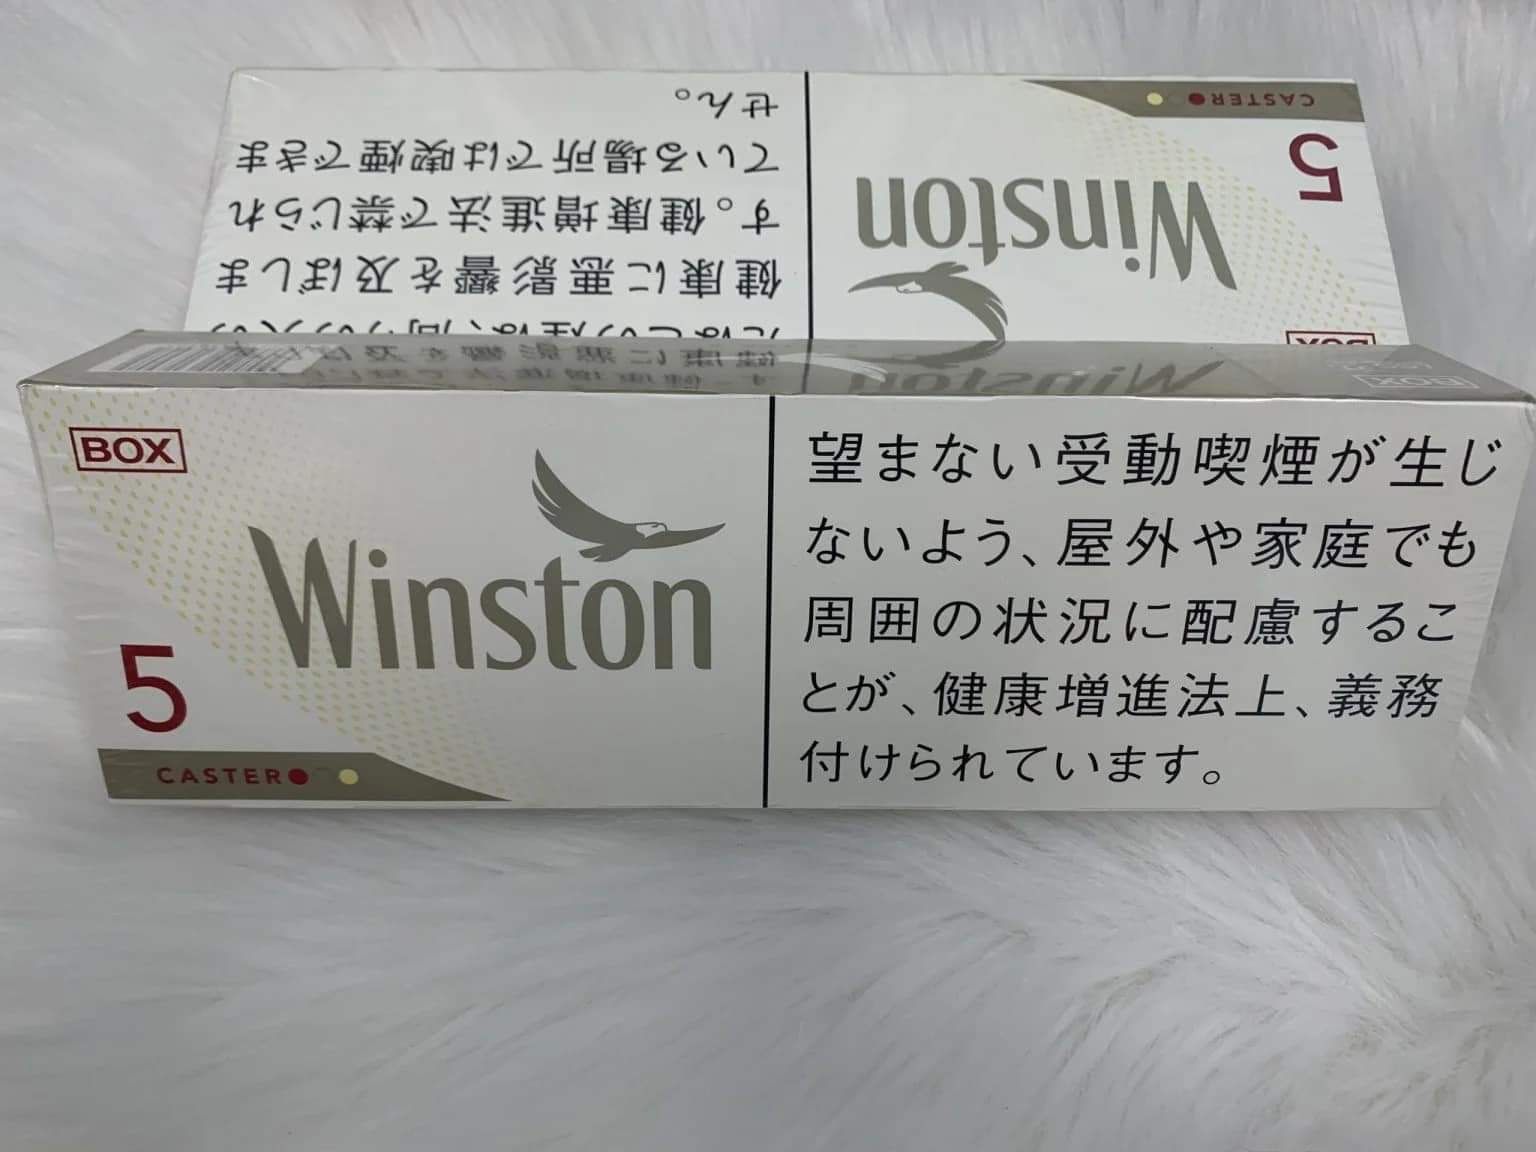 せん。
ている場所では喫煙できま
す。健康増進法で禁じられ
健康に悪影響を及ぼしま
CASTER
5
Winston
BOX
BOX
Winston
5
CASTER
望まない受動喫煙が生じ
ないよう、屋外や家庭でも
周囲の状況に配慮するこ
とが、健康増進法上、義務
付けられています。